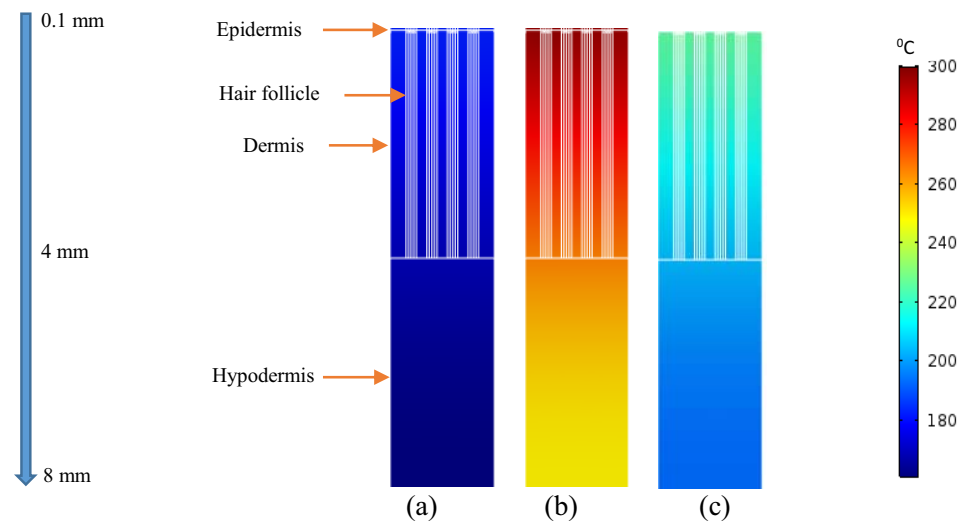 0.1 mm
Epidermis
Hair follicle
Dermis
4 mm
Hypodermis
8 mm
(a)
(b)
(c)
⁰C
300
280
260
240
220
200
180